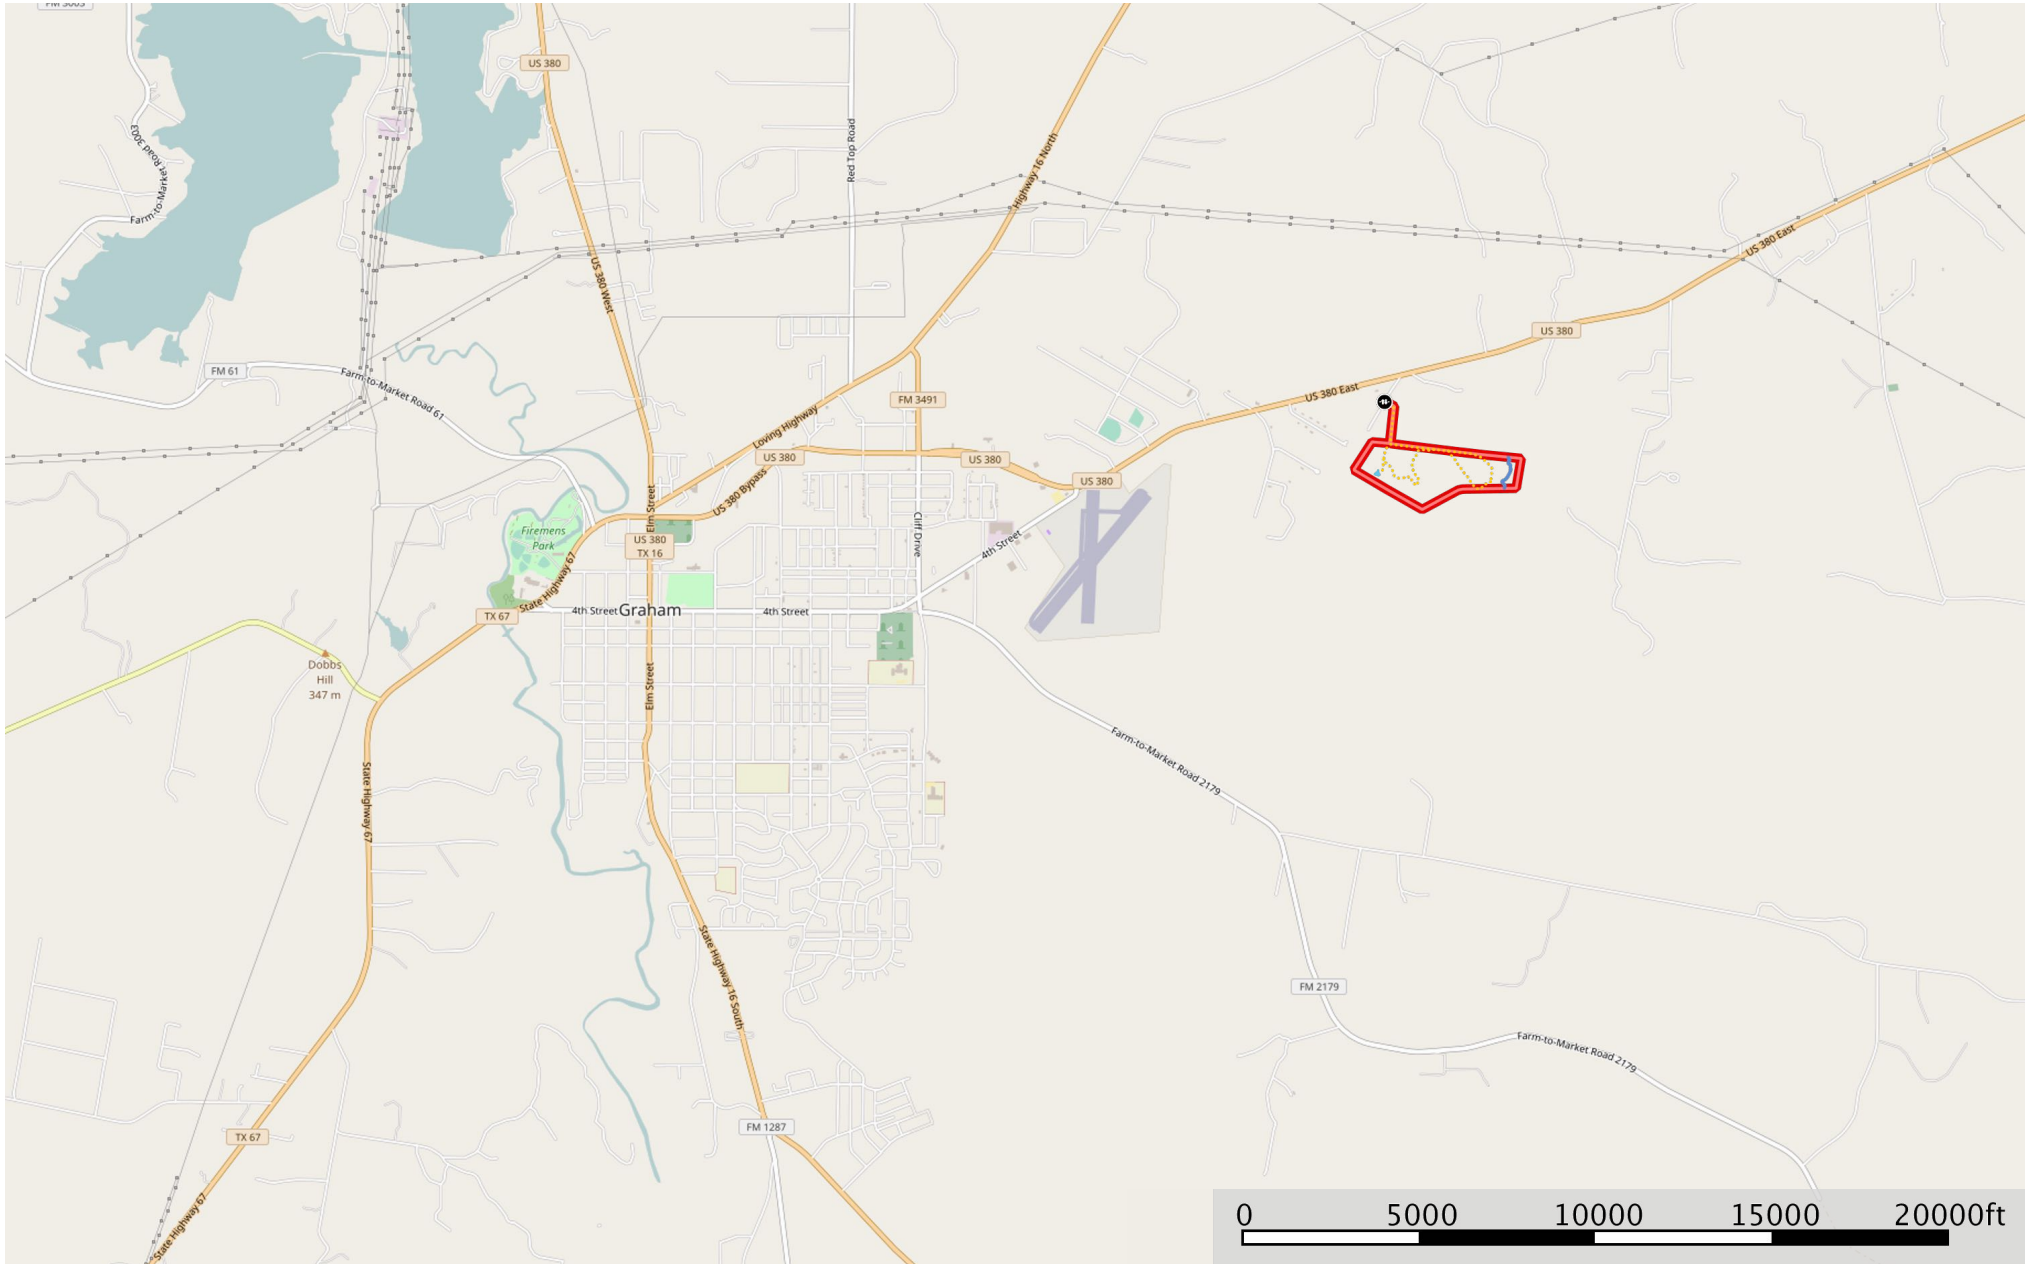 FM 3003
US 380
Farm-to-Market Road 3003
Red Top Road
Highway 16 North
US 380 East
US 380 West
US 380
FM 61
Farm-to-Market Road 61
US 380 East
FM 3491
Loving Highway
US 380
US 380
US 380
US 380 Bypass
Elm Street
Firemens
Park
US 380
TX 16
Cliff Drive
4th Street
State Highway 67
TX 67
4th Street
Graham
4th Street
Dobbs
Hill
347 m
Elm Street
Farm-to-Market Road 2179
State Highway 67
State Highway 16 South
FM 2179
Farm-to-Market Road 2179
FM 1287
TX 67
State Highway 67
0 5000 10000 15000 20000ft